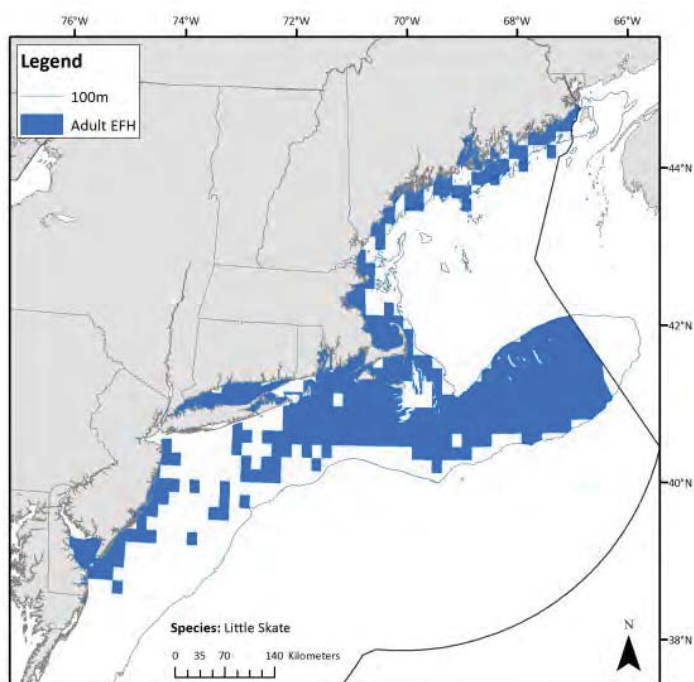 76°W 74°W 72°W 70°W 68°W 66°W
Legend
100m
Adult EFH
44°N
42°N
40°N
38°N
Species: Little Skate
0 35 70 140 Kilometers
N